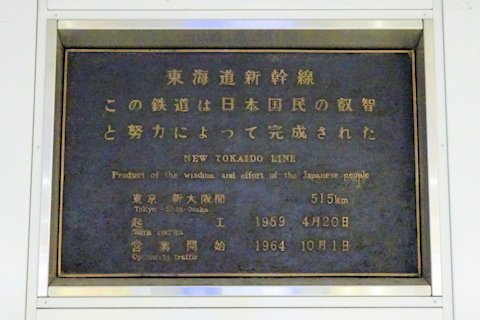 東海道新幹線
この鉄道は日本国民の叡智
と努力によって完成された
NEW TOKAIDO LINE
Product of the wisdom and effort of the Japanese people
東京 新大阪間 515km
Tokyo-Shin-Osaka
起 工 1959 4月20日
Work started
営業開始 1964 10月1日
Opened to traffic